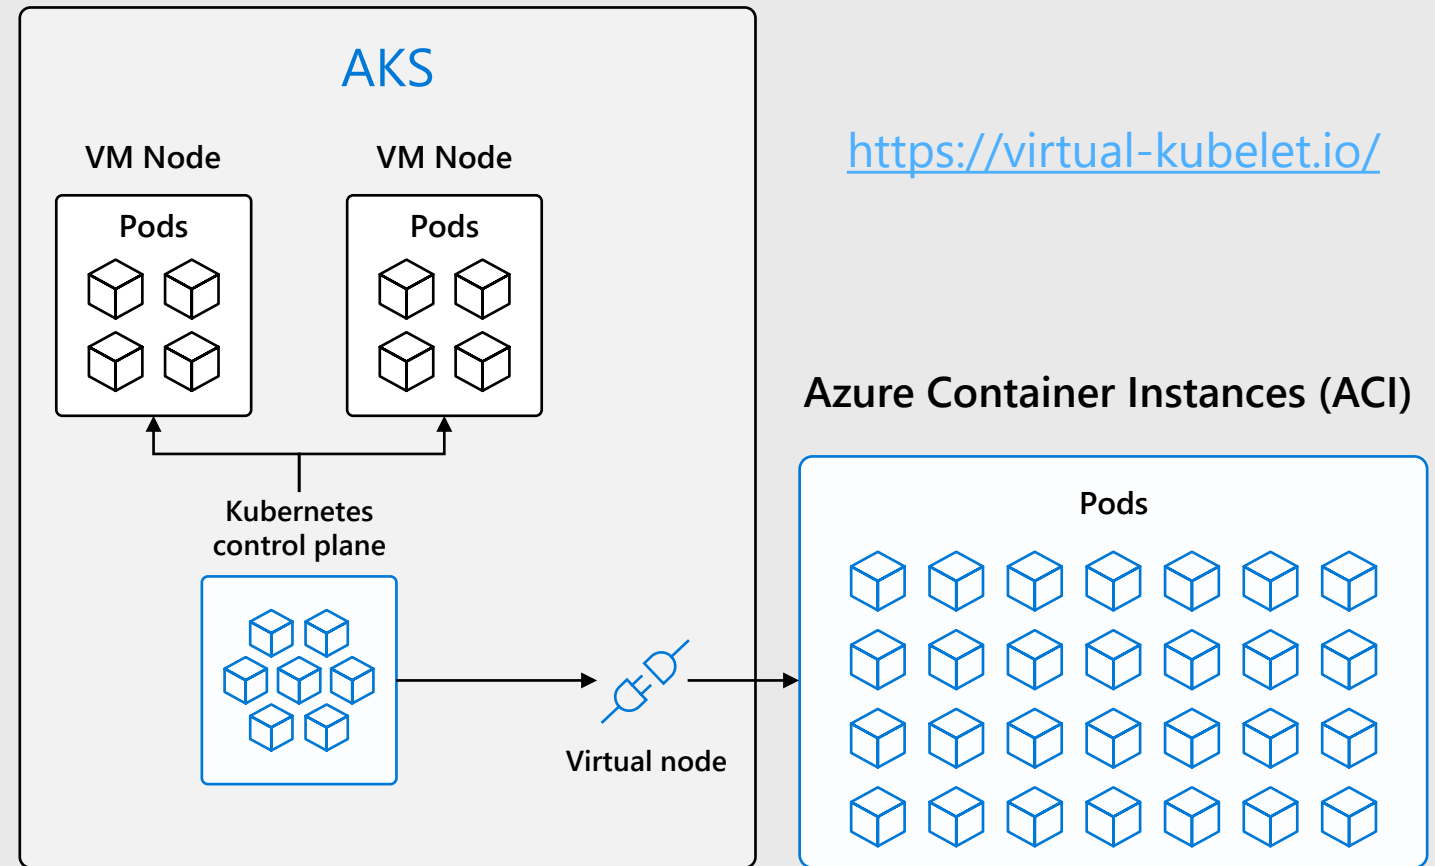 AKS
VM Node
VM Node
Pods
Pods
Kubernetes
control plane
Virtual node
https://virtual-kubelet.io/
Azure Container Instances (ACI)
Pods